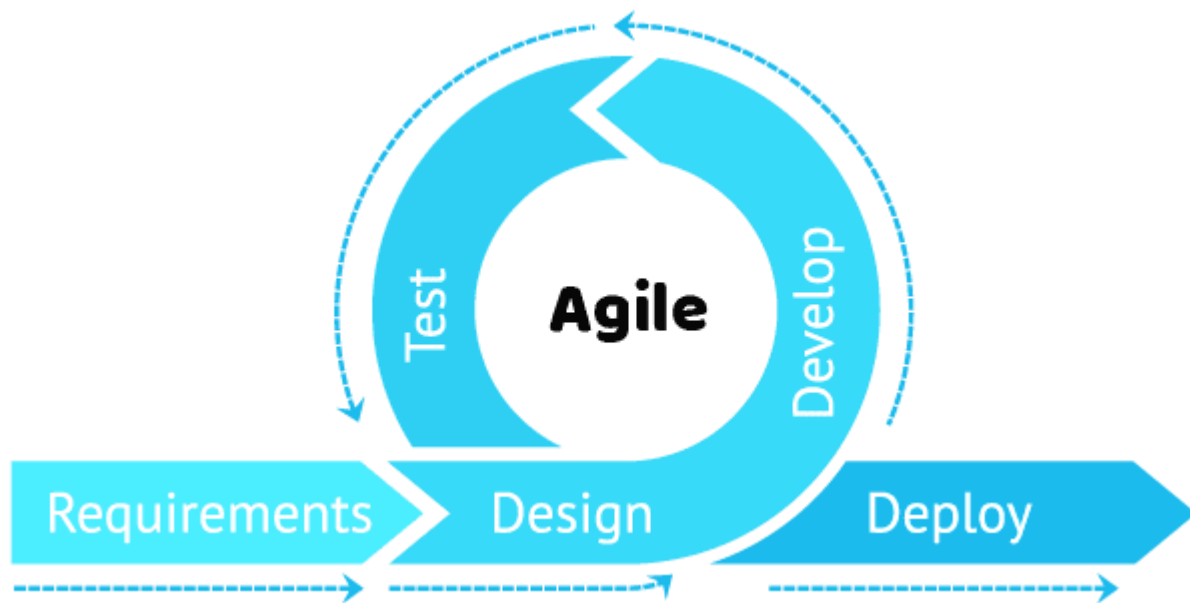 Test
Agile
Develop
Requirements
Design
Deploy